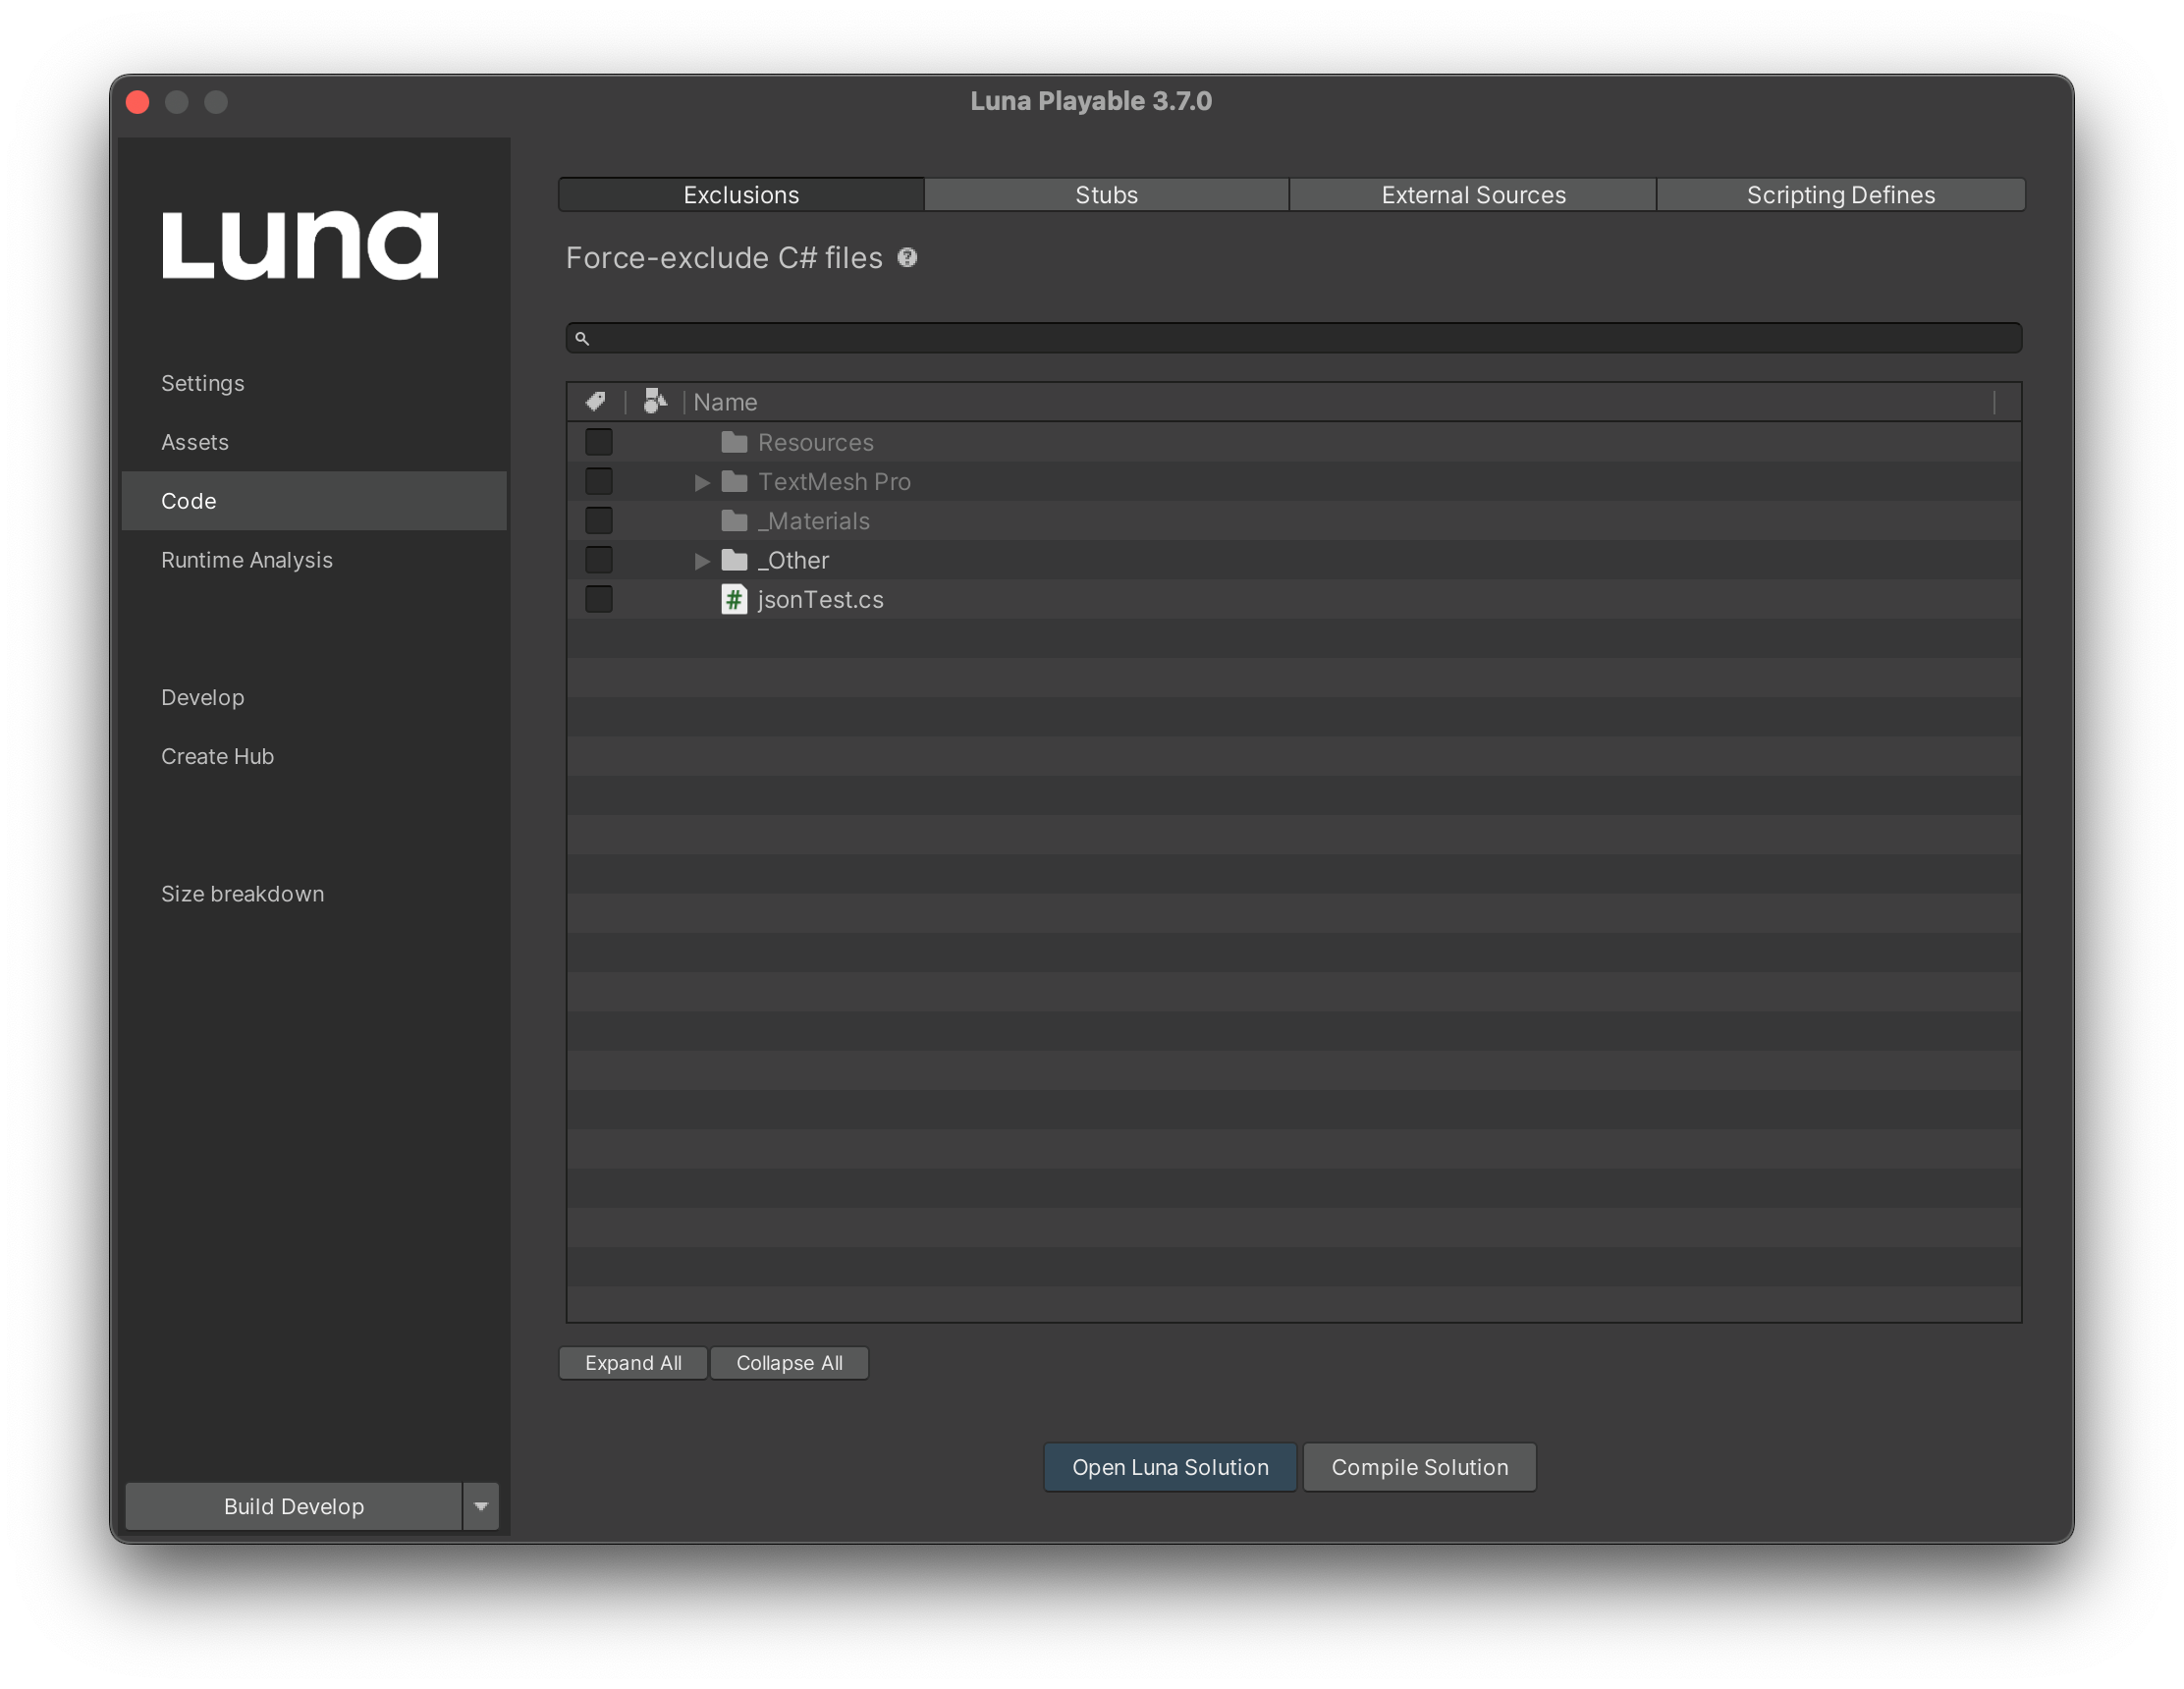 Luna Playable 3.7.0
Luna
Settings
Assets
Code
Runtime Analysis
Develop
Create Hub
Size breakdown
Build Develop
Exclusions
Stubs
External Sources
Scripting Defines
Force-exclude C# files ?
Name
Resources
TextMesh Pro
_Materials
_Other
# jsonTest.cs
Expand All
Collapse All
Open Luna Solution
Compile Solution